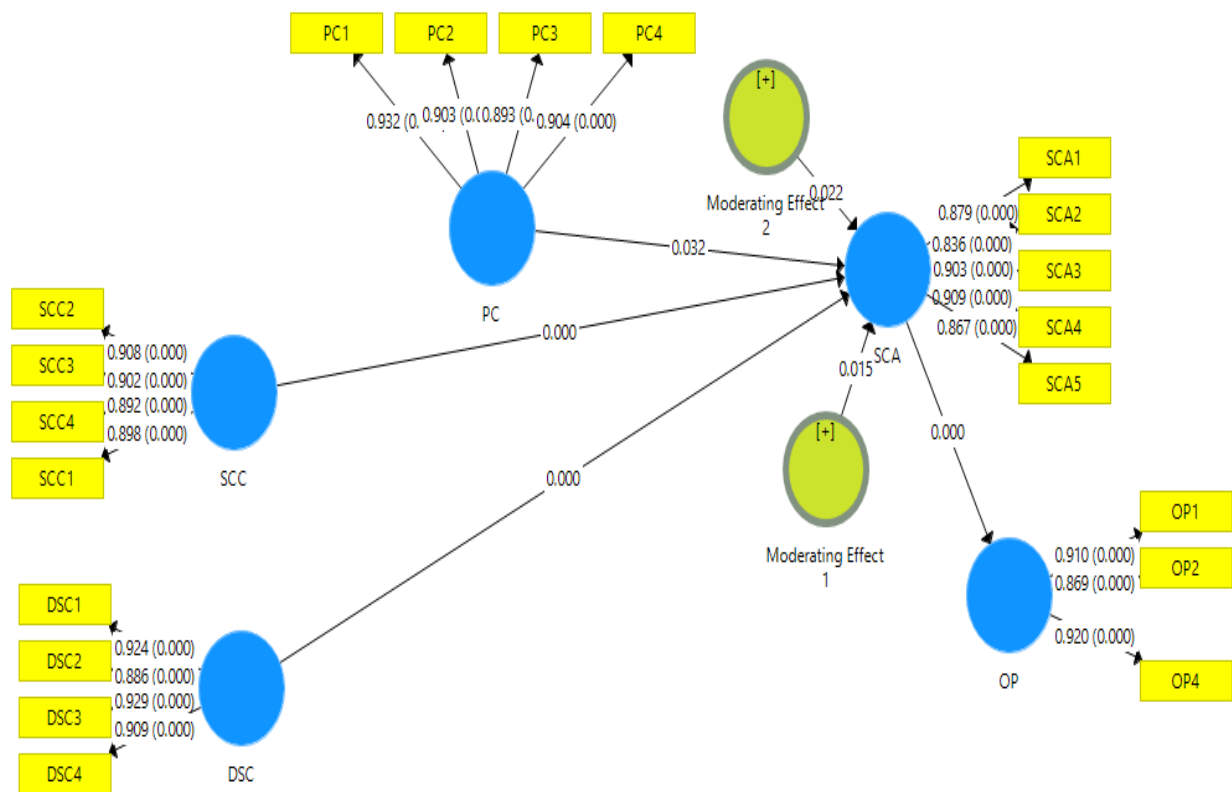 PC1
PC2
PC3
PC4
0.932 (0.
0.903 (0.0
0.893 (0.
0.904 (0.000)
PC
[+]
Moderating Effect
2
0.022
0.032
SCA1
SCA2
SCA3
SCA4
SCA5
0.879 (0.000)
0.836 (0.000)
0.903 (0.000)
0.909 (0.000)
0.867 (0.000)
SCA
SCC2
SCC3
SCC4
SCC1
0.908 (0.000)
0.902 (0.000)
0.892 (0.000)
0.898 (0.000)
SCC
0.000
0.015
[+]
Moderating Effect
1
0.000
0.000
DSC1
DSC2
DSC3
DSC4
0.924 (0.000)
0.886 (0.000)
0.929 (0.000)
0.909 (0.000)
DSC
OP1
OP2
OP4
0.910 (0.000)
0.869 (0.000)
0.920 (0.000)
OP